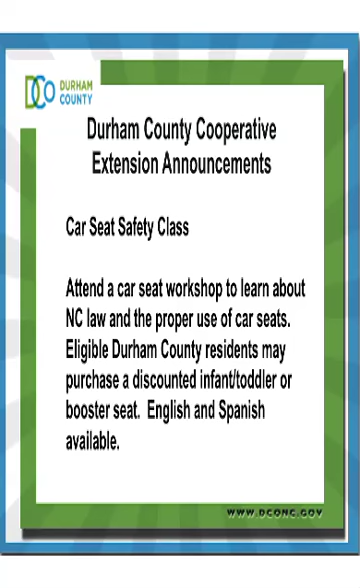 DCO DURHAM
COUNTY
Durham County Cooperative
Extension Announcements
Car Seat Safety Class
Attend a car seat workshop to learn about
NC law and the proper use of car seats.
Eligible Durham County residents may
purchase a discounted infant/toddler or
booster seat. English and Spanish
available.
WWW.DCONC.GOV